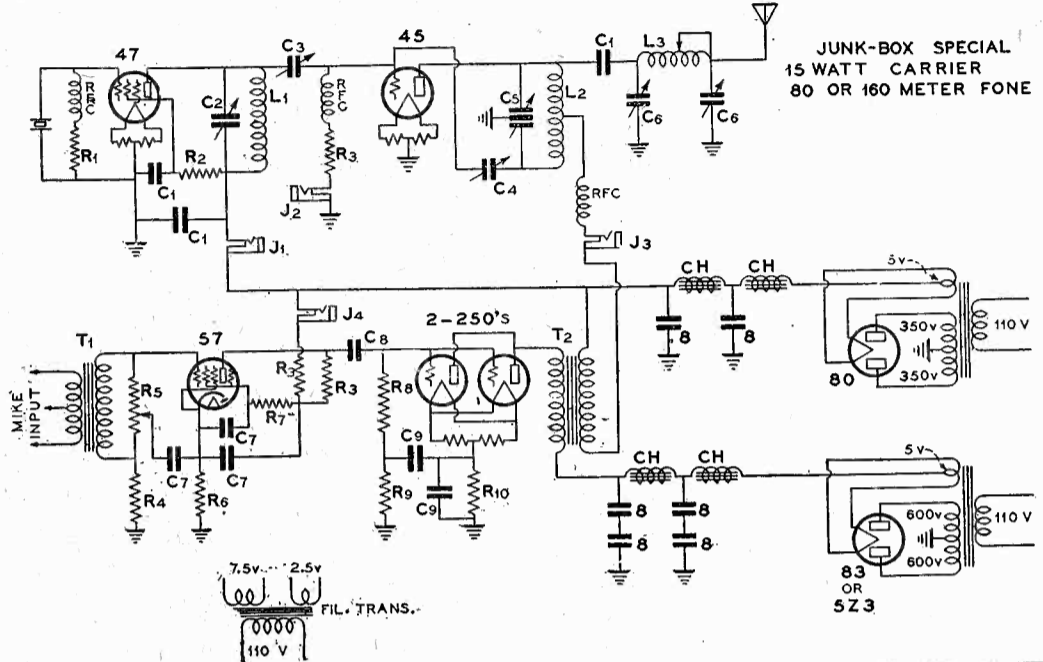 47
45
C3
C1
L3
JUNK-BOX SPECIAL
15 WATT CARRIER
80 OR 160 METER FONE
RFC
C2
L1
RFC
C5
L2
C6
C6
R1
R2
R3
C4
C1
J2
RFC
C1
J1
J3
CH
CH
5v
J4
8
8
350v
110V
350v
80
T1
57
C8
2-250's
T2
MIKE
INPUT
R5
R3
R3
R8
R7
C7
C7
C7
C9
R4
R6
R9
C9
R10
CH
CH
5v
8
8
8
8
600v
110V
600v
83
OR
5Z3
7.5v
2.5v
FIL. TRANS.
110 V